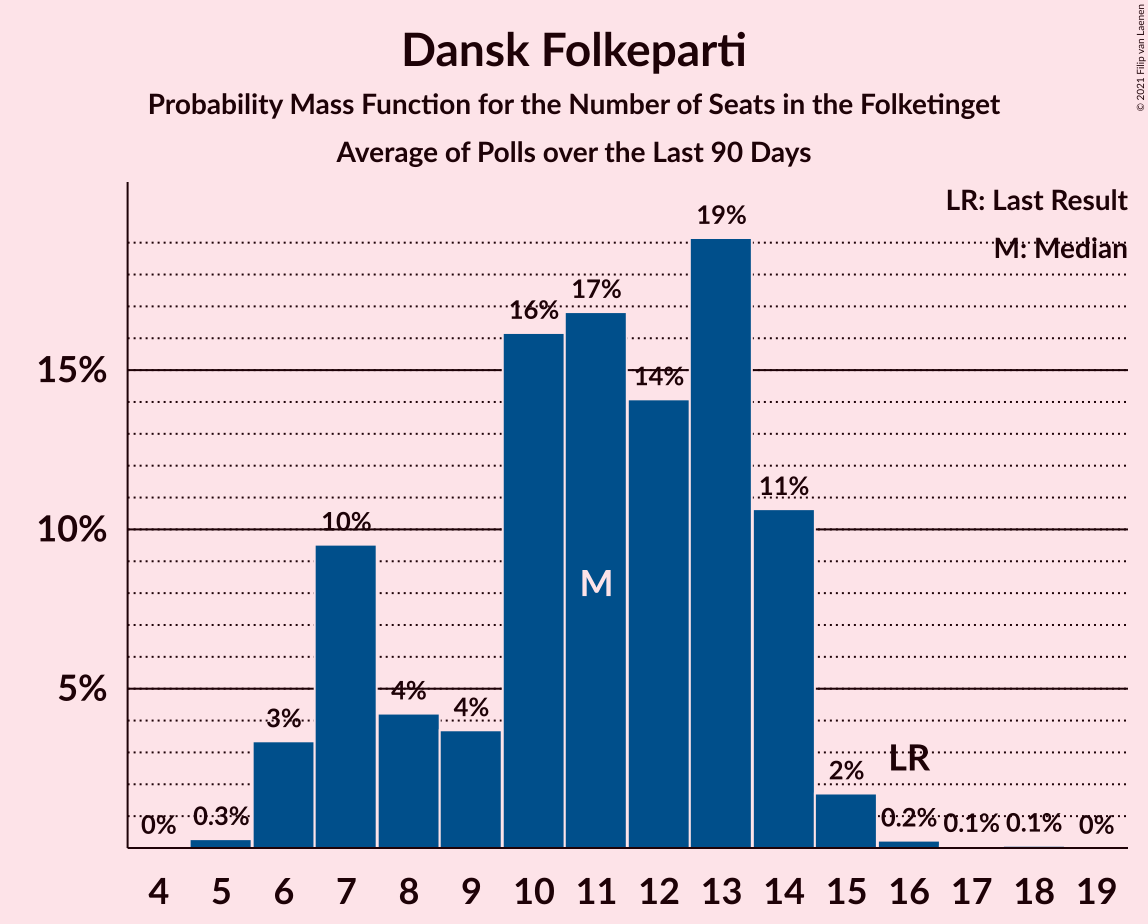 Dansk Folkeparti
Probability Mass Function for the Number of Seats in the Folketinget
Average of Polls over the Last 90 Days
© 2021 Filip van Laenen
LR: Last Result
M: Median
15%
10%
5%
0%
0.3%
3%
10%
4%
4%
16%
17%
14%
19%
11%
2%
0.2%
0.1%
0.1%
0%
M
LR
4 5 6 7 8 9 10 11 12 13 14 15 16 17 18 19